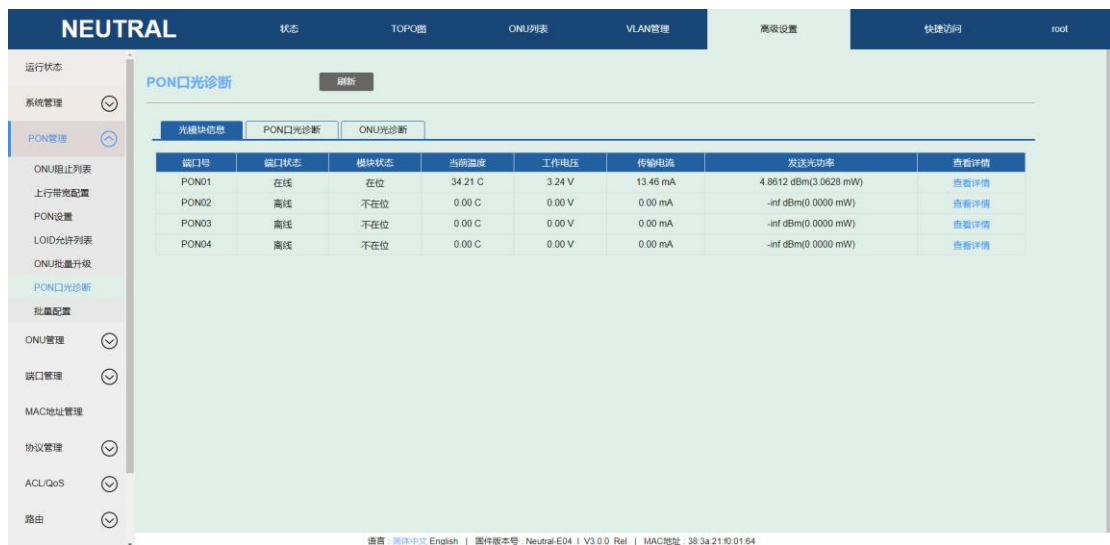 NEUTRAL 状态 TOPO图 ONU列表 VLAN管理 高级设置 快捷访问 root
运行状态
系统管理
PON管理
ONU阻止列表
上行带宽配置
PON设置
LOID允许列表
ONU批量升级
PON口光诊断
批量配置
ONU管理
端口管理
MAC地址管理
协议管理
ACL/QoS
路由
PON口光诊断 刷新
光模块信息 PON口光诊断 ONU光诊断
端口号 端口状态 模块状态 当前温度 工作电压 传输电流 发送光功率 查看详情
PON01 在线 在位 34.21 C 3.24 V 13.46 mA 4.8612 dBm(3.0628 mW) 查看详情
PON02 离线 不在位 0.00 C 0.00 V 0.00 mA -inf dBm(0.0000 mW) 查看详情
PON03 离线 不在位 0.00 C 0.00 V 0.00 mA -inf dBm(0.0000 mW) 查看详情
PON04 离线 不在位 0.00 C 0.00 V 0.00 mA -inf dBm(0.0000 mW) 查看详情
语言 : 简体中文 English | 固件版本号 : Neutral-E04 | V3.0.0_Rel | MAC地址 : 38:3a:21:f0:01:64